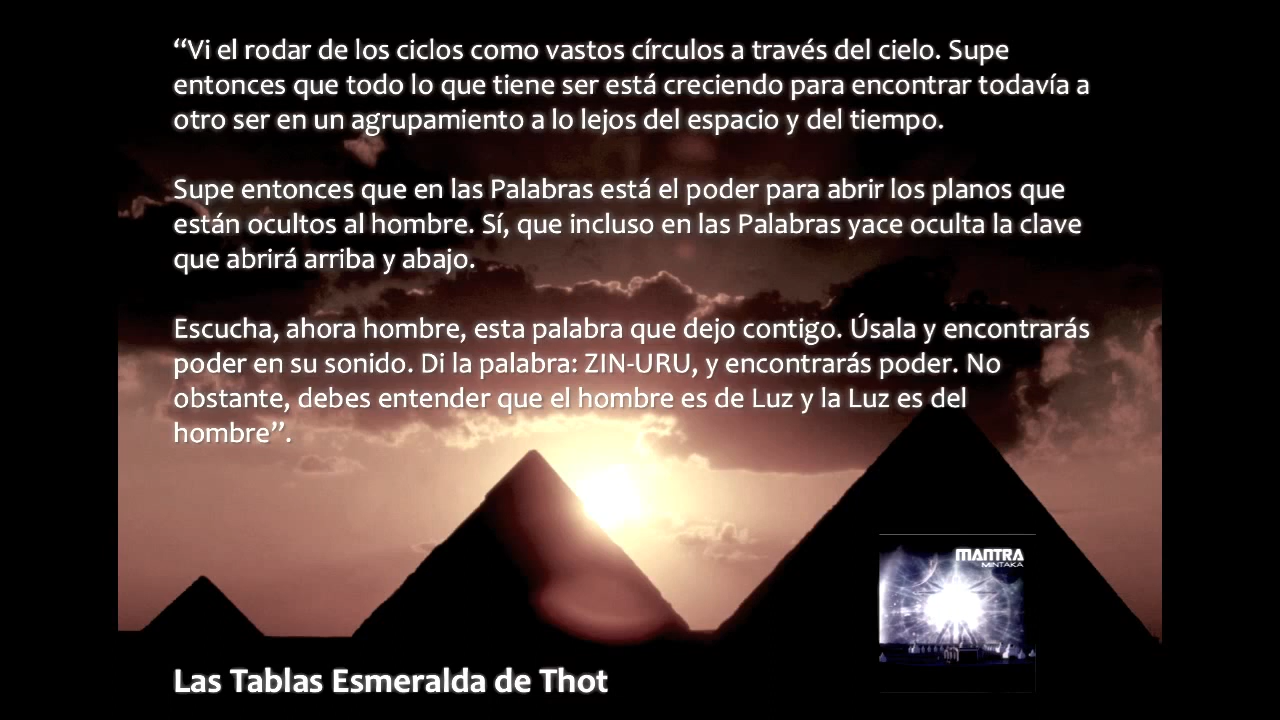 “Vi el rodar de los ciclos como vastos círculos a través del cielo. Supe
entonces que todo lo que tiene ser está creciendo para encontrar todavía a
otro ser en un agrupamiento a lo lejos del espacio y del tiempo.
Supe entonces que en las Palabras está el poder para abrir los planos que
están ocultos al hombre. Sí, que incluso en las Palabras yace oculta la clave
que abrirá arriba y abajo.
Escucha, ahora hombre, esta palabra que dejo contigo. Úsala y encontrarás
poder en su sonido. Di la palabra: ZIN-URU, y encontrarás poder. No
obstante, debes entender que el hombre es de Luz y la Luz es del
hombre”.
MANTRA
MINTAKA
Las Tablas Esmeralda de Thot